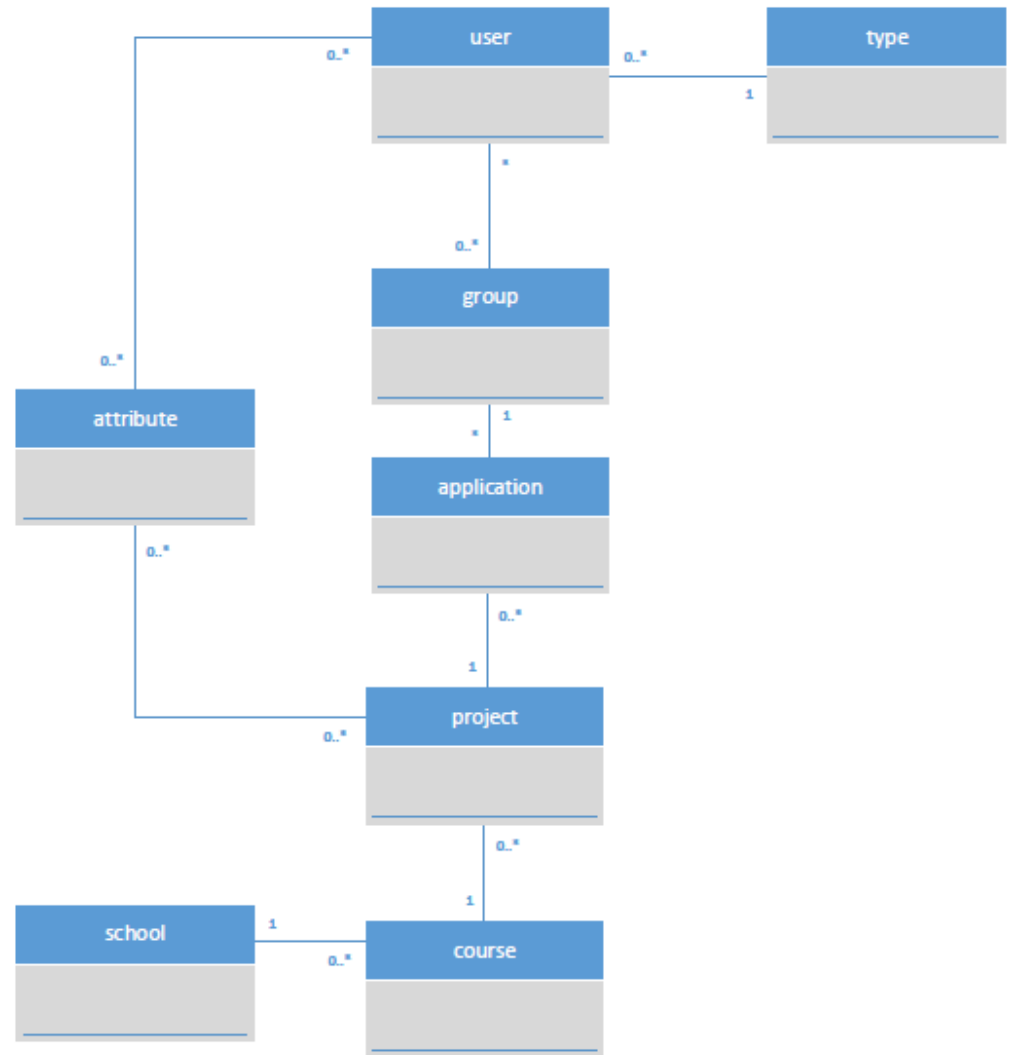 user
type
0..*
0..*
1
*
0..*
group
0..*
attribute
1
*
application
0..*
0..*
1
project
0..*
0..*
1
school
1
course
0..*